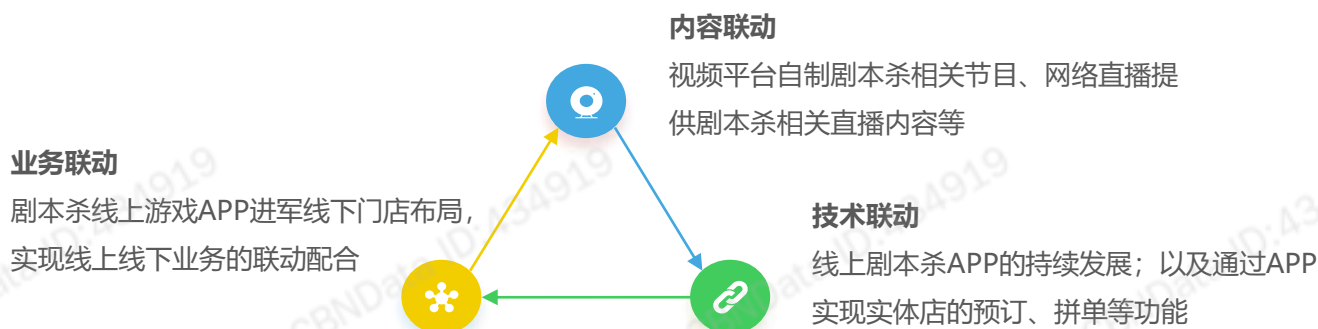 内容联动
视频平台自制剧本杀相关节目、网络直播提
供剧本杀相关直播内容等
业务联动
剧本杀线上游戏APP进军线下门店布局，
实现线上线下业务的联动配合
技术联动
线上剧本杀APP的持续发展；以及通过APP
实现实体店的预订、拼单等功能